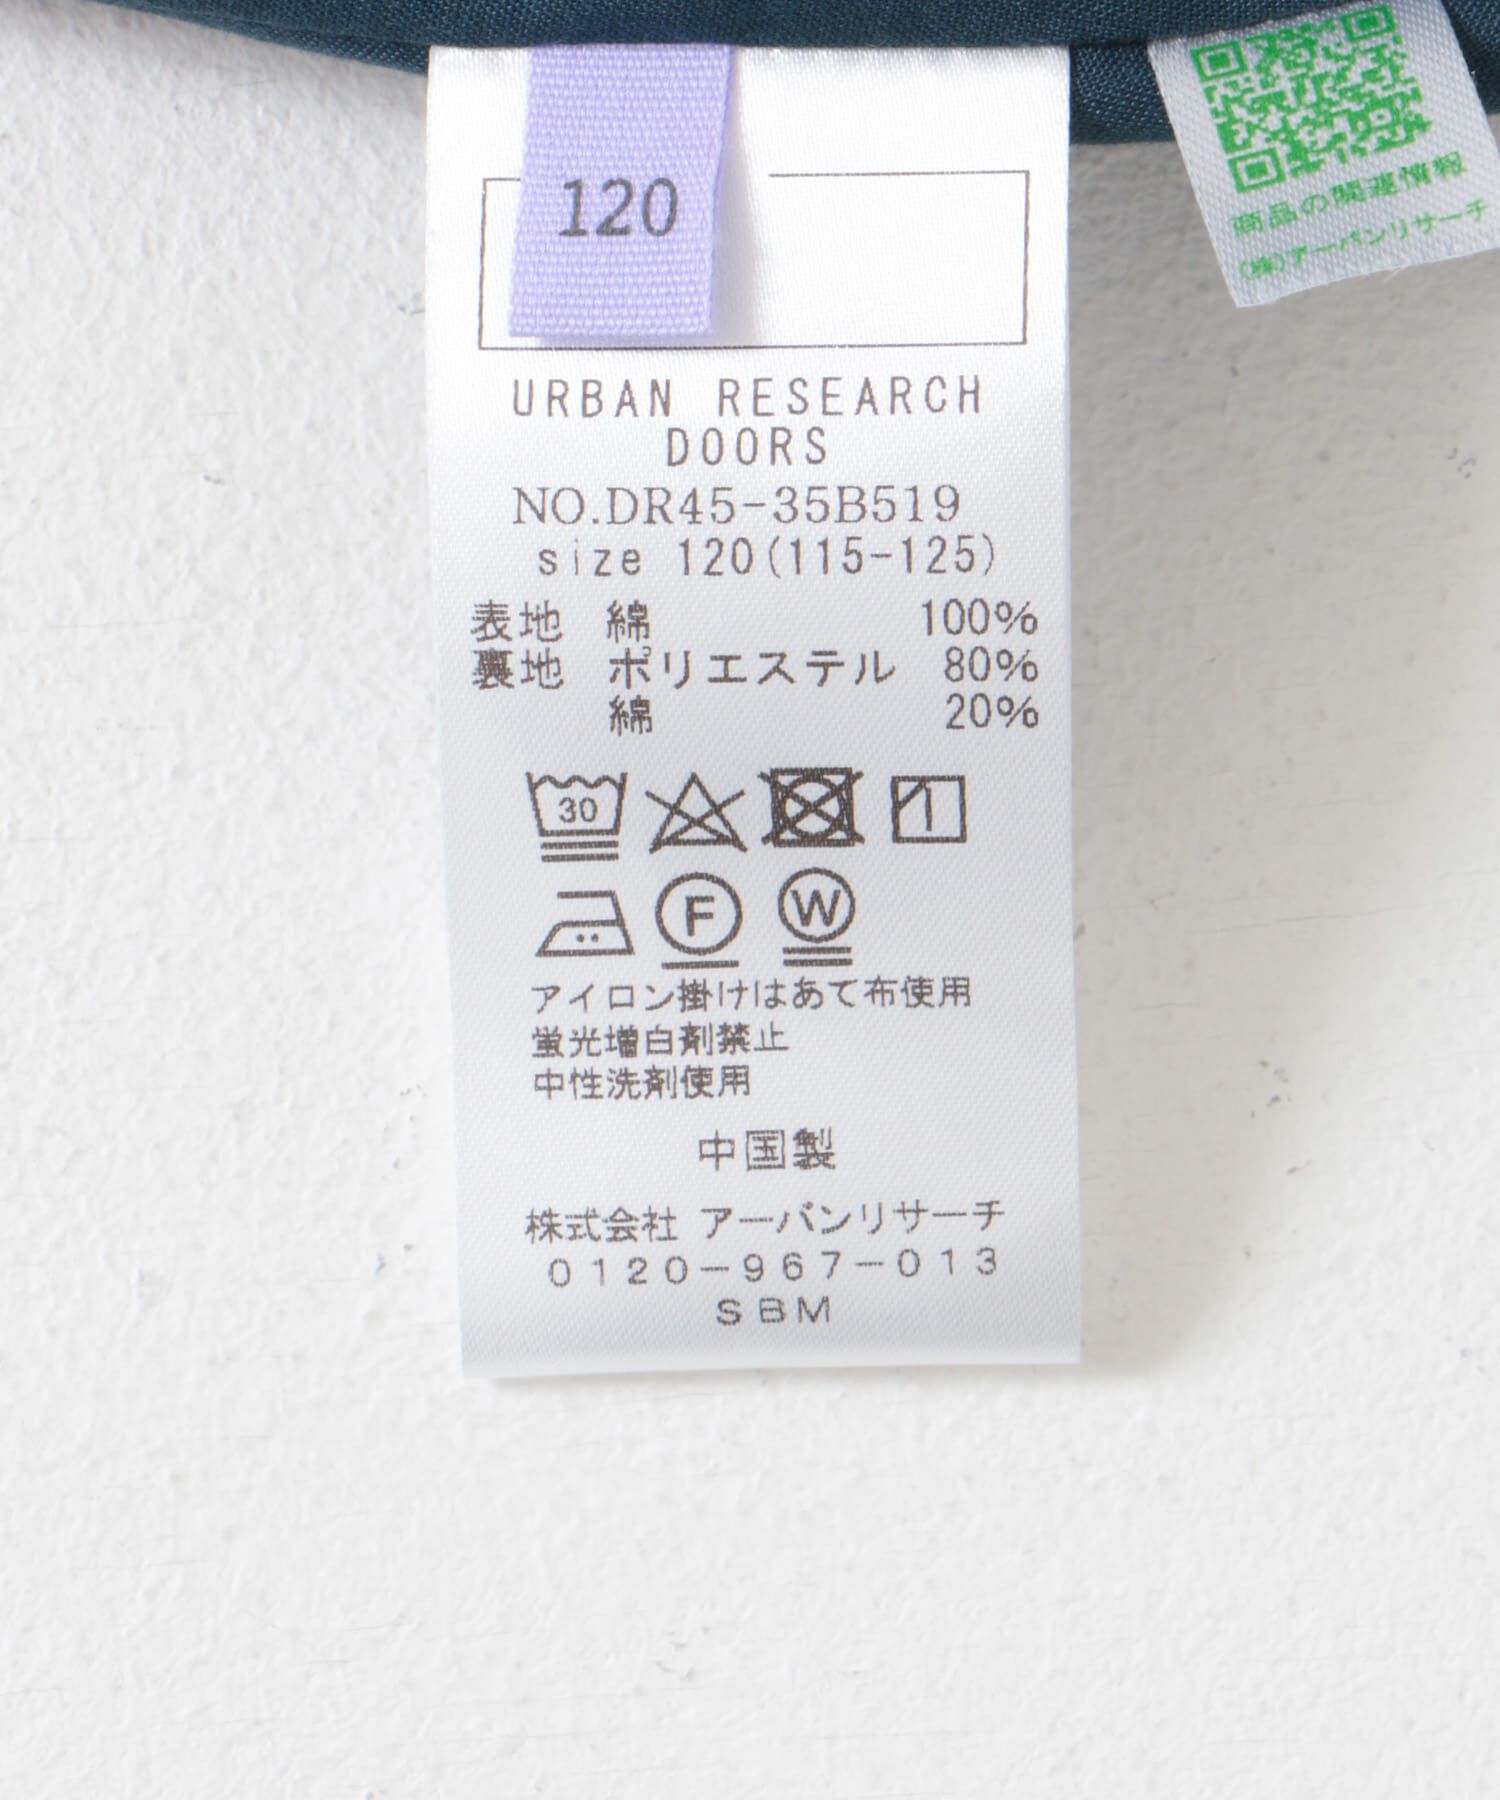 120
URBAN RESEARCH
DOORS
NO.DR45-35B519
size 120(115-125)
表地 綿 100%
裏地 ポリエステル 80%
綿 20%
30
F
W
アイロン掛けはあて布使用
蛍光増白剤禁止
中性洗剤使用
中国製
株式会社 アーバンリサーチ
0120-967-013
SBM
商品の関連情報
(株)アーバンリサーチ